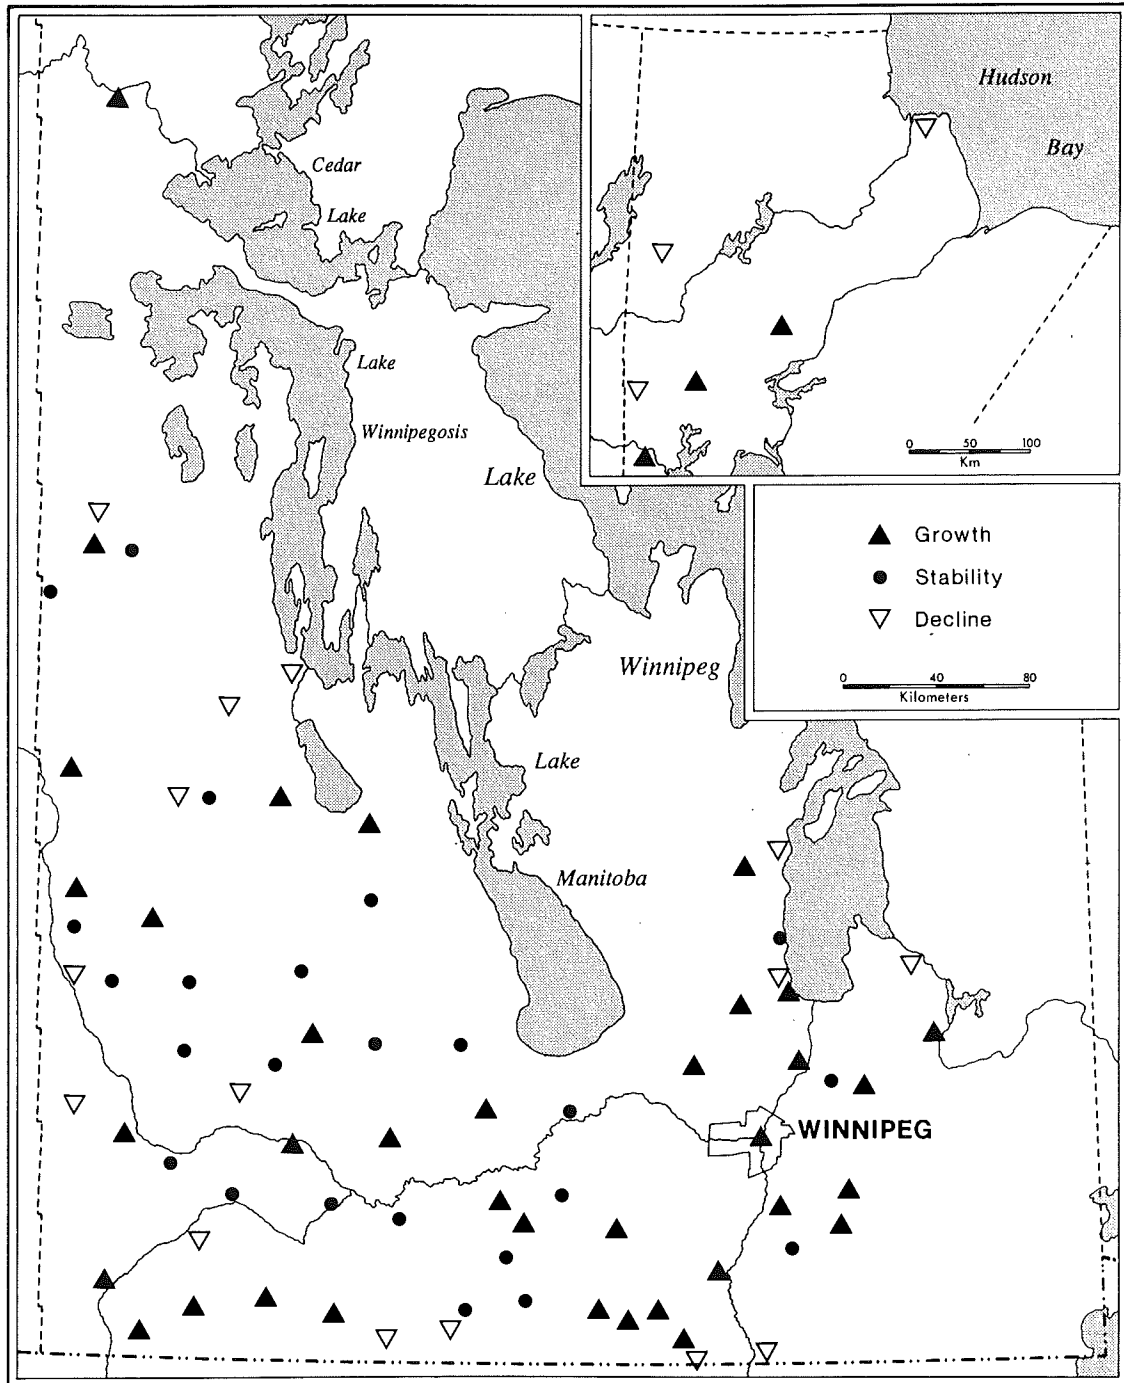 Hudson
Bay
0 50 100
Km
Cedar
Lake
Lake
Winnipegosis
Lake
Winnipeg
Growth
Stability
Decline
0 40 80
Kilometers
Lake
Manitoba
WINNIPEG